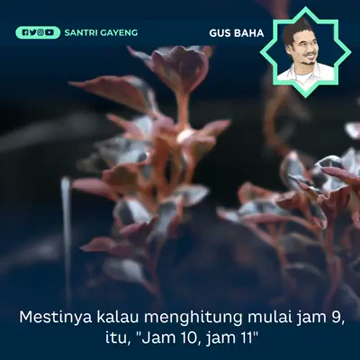 SANTRI GAYENG
GUS BAHA
Mestinya kalau menghitung mulai jam 9,
itu, "Jam 10, jam 11"